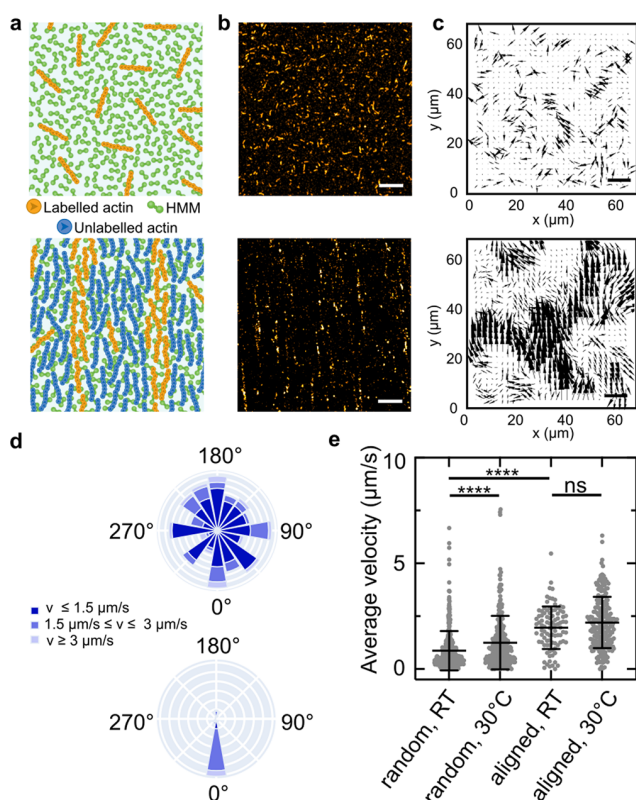 a
b
c
60
40
20
0
y (µm)
0 20 40 60
x (µm)
Labelled actin HMM
Unlabelled actin
60
40
20
0
y (µm)
0 20 40 60
x (µm)
d
180°
270° 90°
0°
v ≤ 1.5 µm/s
1.5 µm/s ≤ v ≤ 3 µm/s
v ≥ 3 µm/s
180°
270° 90°
0°
e
10
5
0
Average velocity (µm/s)
****
****
ns
random, RT
random, 30°C
aligned, RT
aligned, 30°C